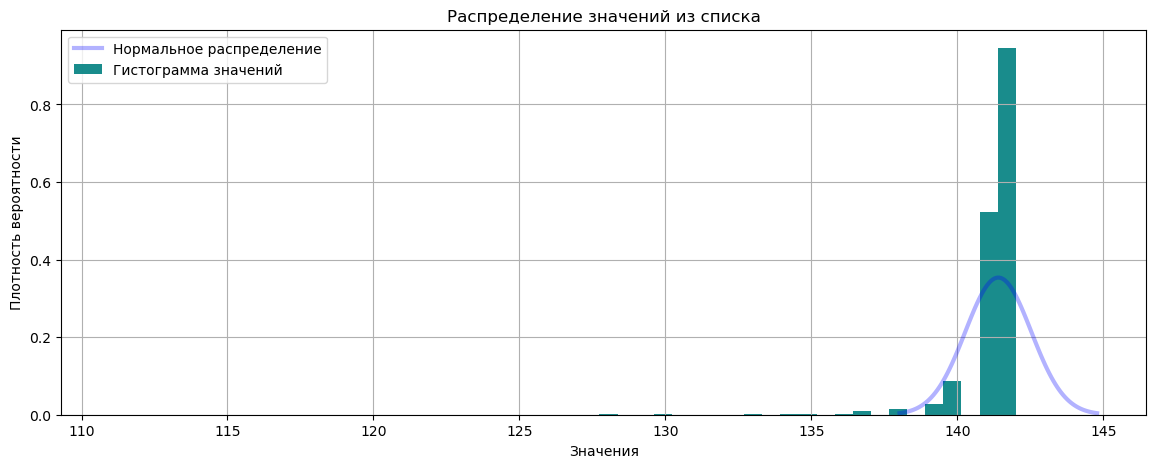 Распределение значений из списка
Нормальное распределение
Гистограмма значений
Плотность вероятности
0.8
0.6
0.4
0.2
0.0
110 115 120 125 130 135 140 145
Значения